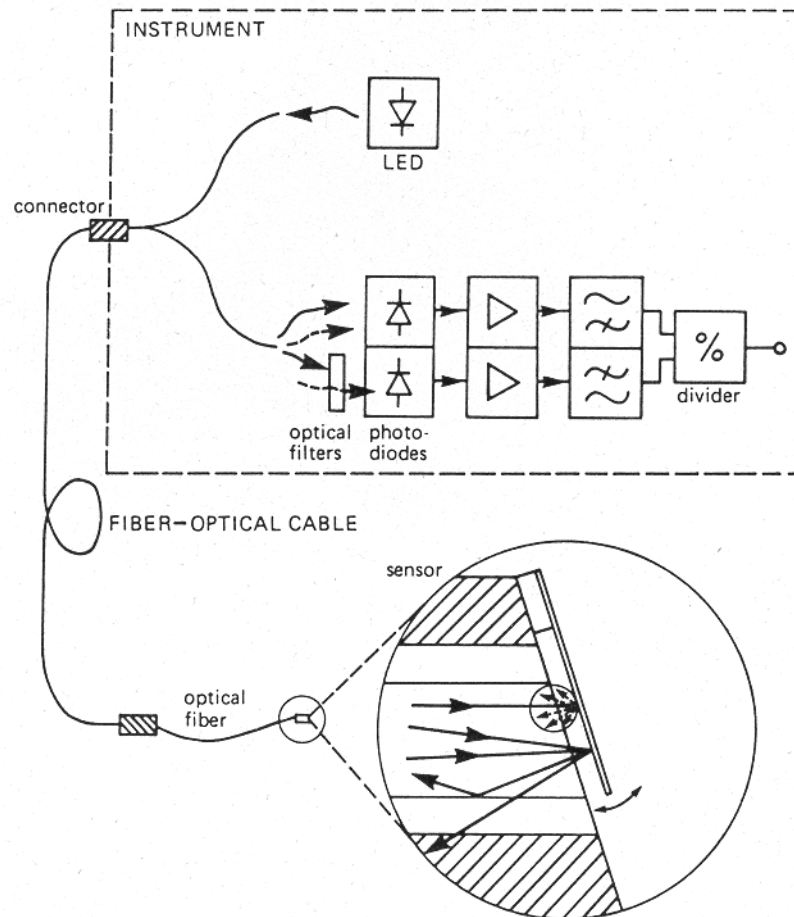 INSTRUMENT
LED
connector
optical
filters
photo-
diodes
%
divider
FIBER-OPTICAL CABLE
sensor
optical
fiber